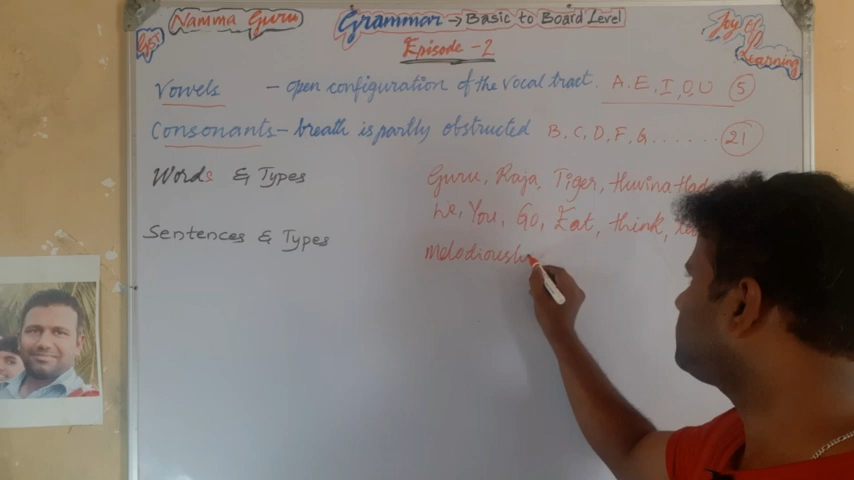 Namma Guru
Grammar → Basic to Board Level
Joy of
Learning
Episode - 2
Vowels - open configuration of the vocal tract. A, E, I, O, U 5
Consonants - breath is partly obstructed B, C, D, F, G....... 21
Words & Types
Guru, Raja, Tiger, Huvina-Had
He, You, Go, Eat, think,
Sentences & Types
Melodiously